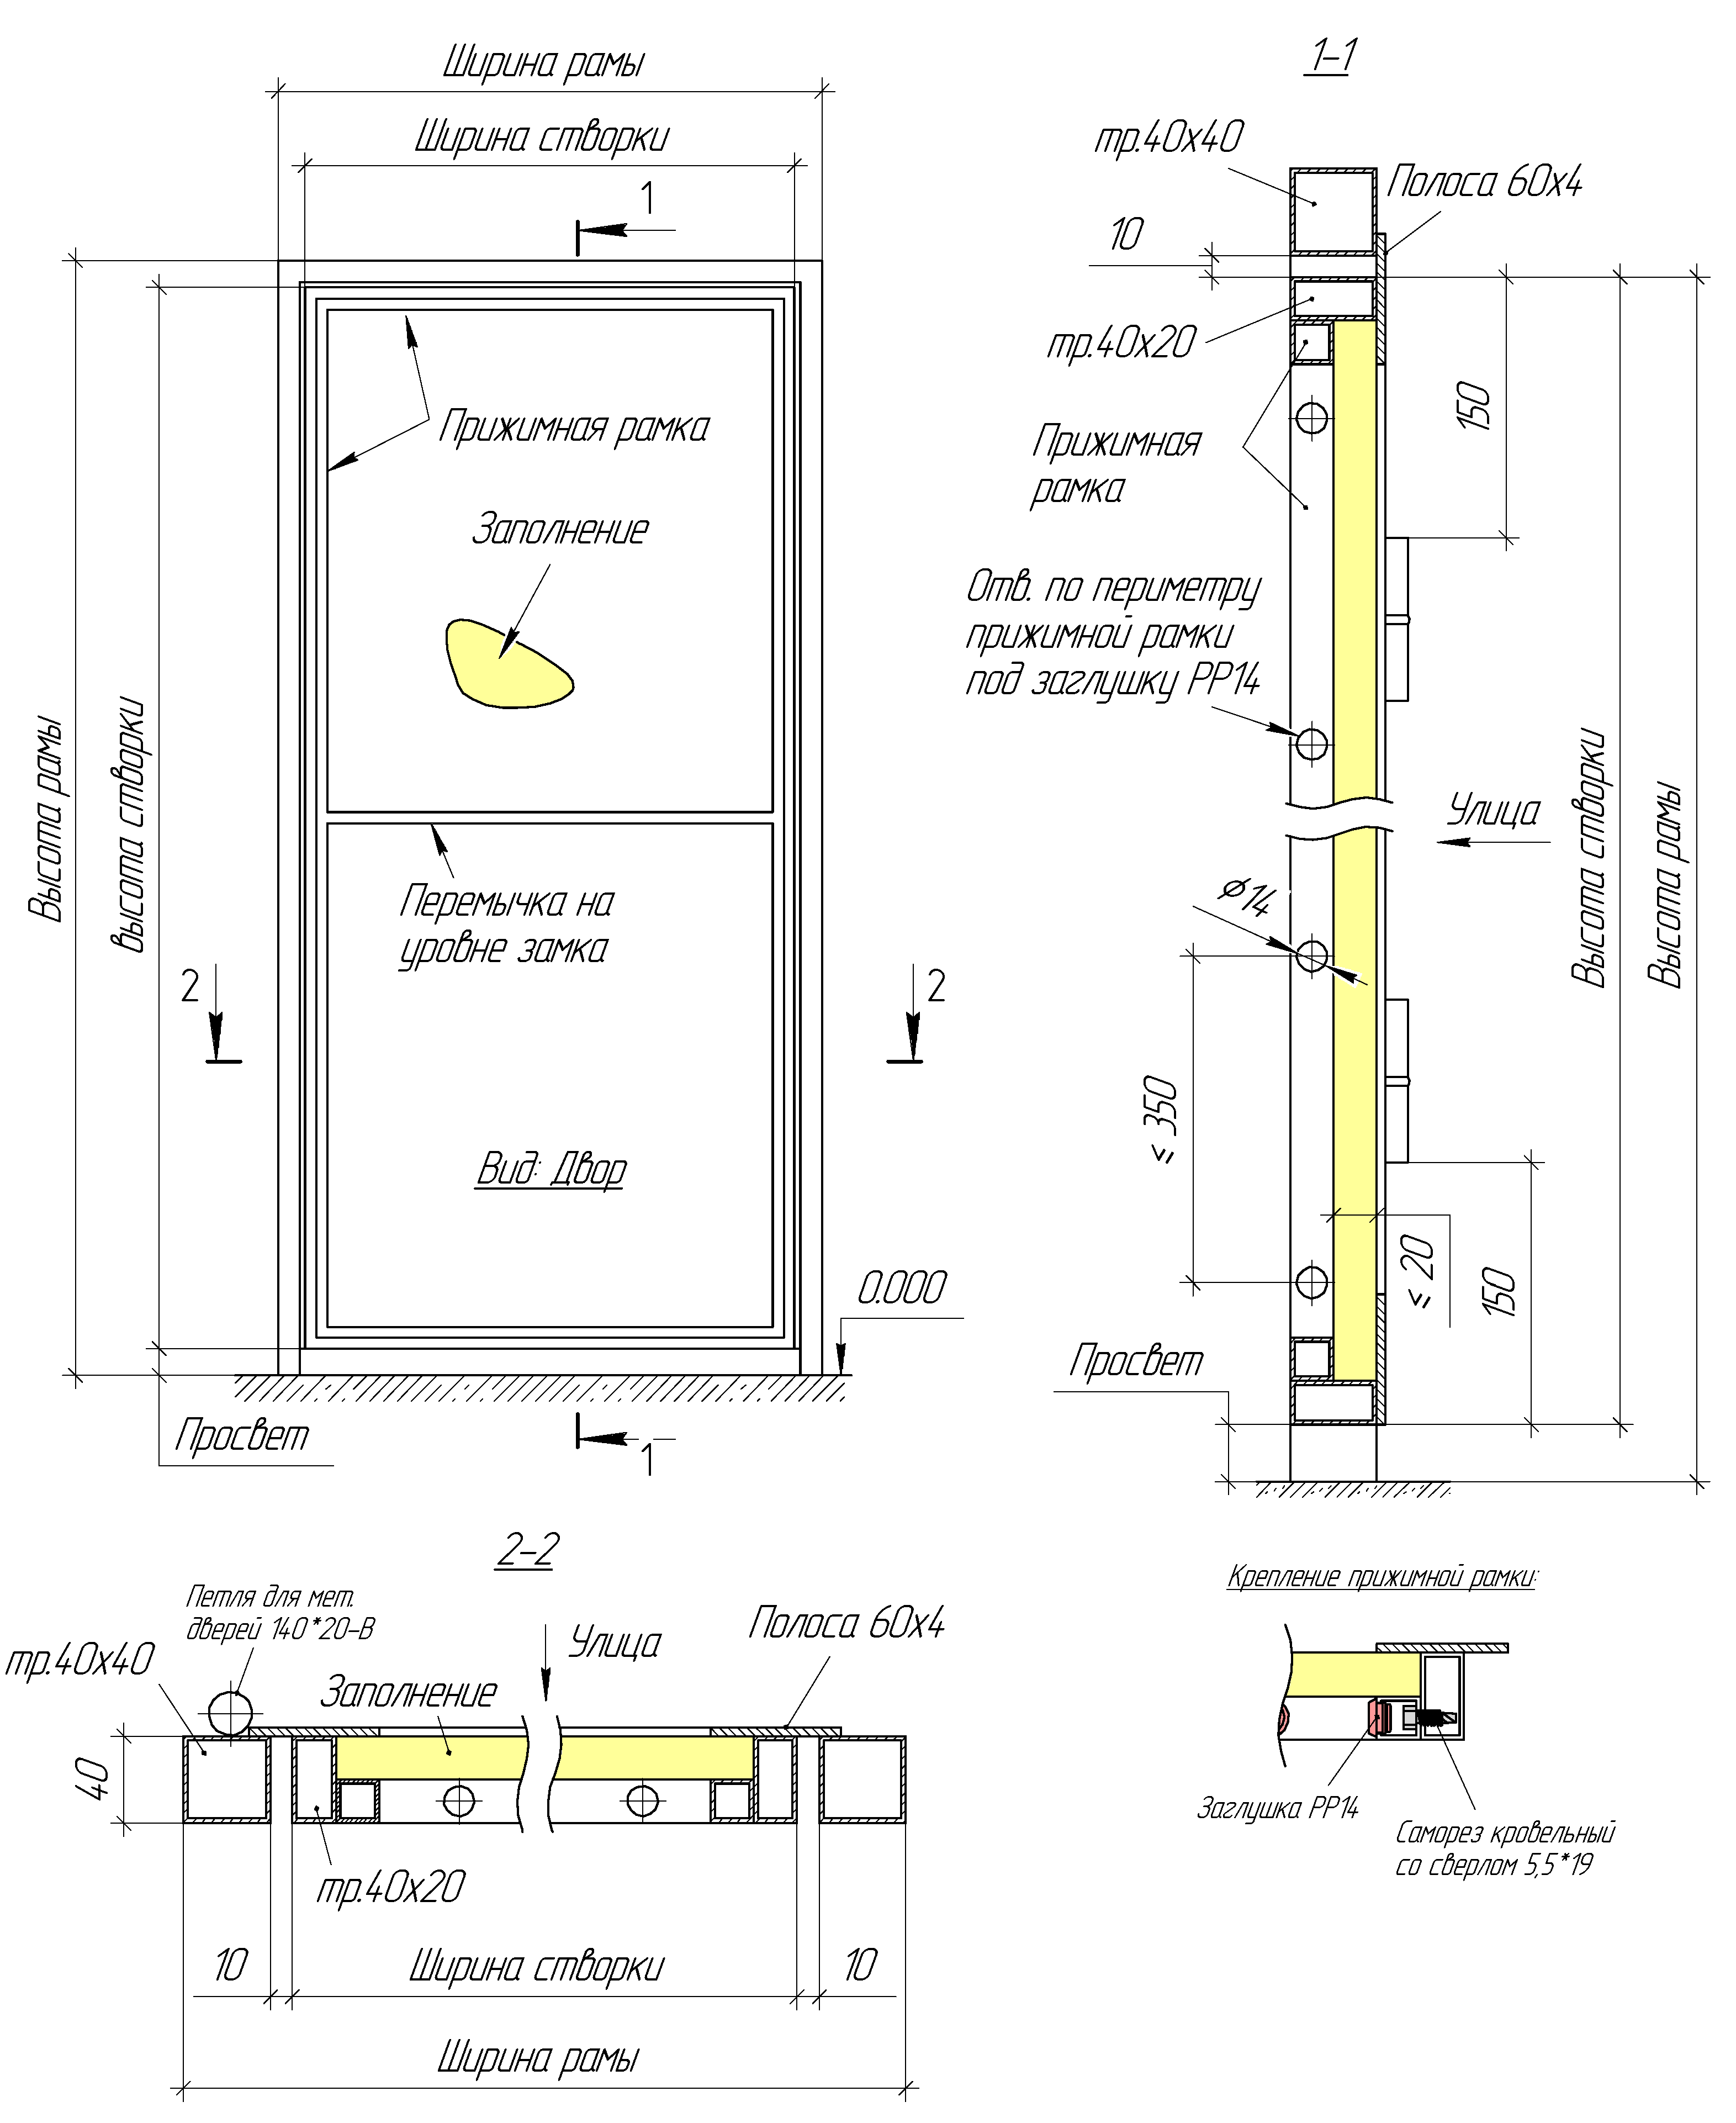 Ширина рамы
Ширина створки
1
Прижимная рамка
Заполнение
Высота рамы
высота створки
Перемычка на
уровне замка
2
2
Вид: Двор
0.000
Просвет
1
1-1
тр.40х40
Полоса 60х4
10
тр.40х20
150
Прижимная
рамка
Отв. по периметру
прижимной рамки
под заглушку РР14
Улица
Высота створки
Высота рамы
⌀14
≤ 350
≤ 20
150
Просвет
2-2
Петля для мет.
дверей 140*20-В
тр.40х40
Улица
Полоса 60х4
Заполнение
40
тр.40х20
10
Ширина створки
10
Ширина рамы
Крепление прижимной рамки:
Заглушка РР14
Саморез кровельный
со сверлом 5,5*19